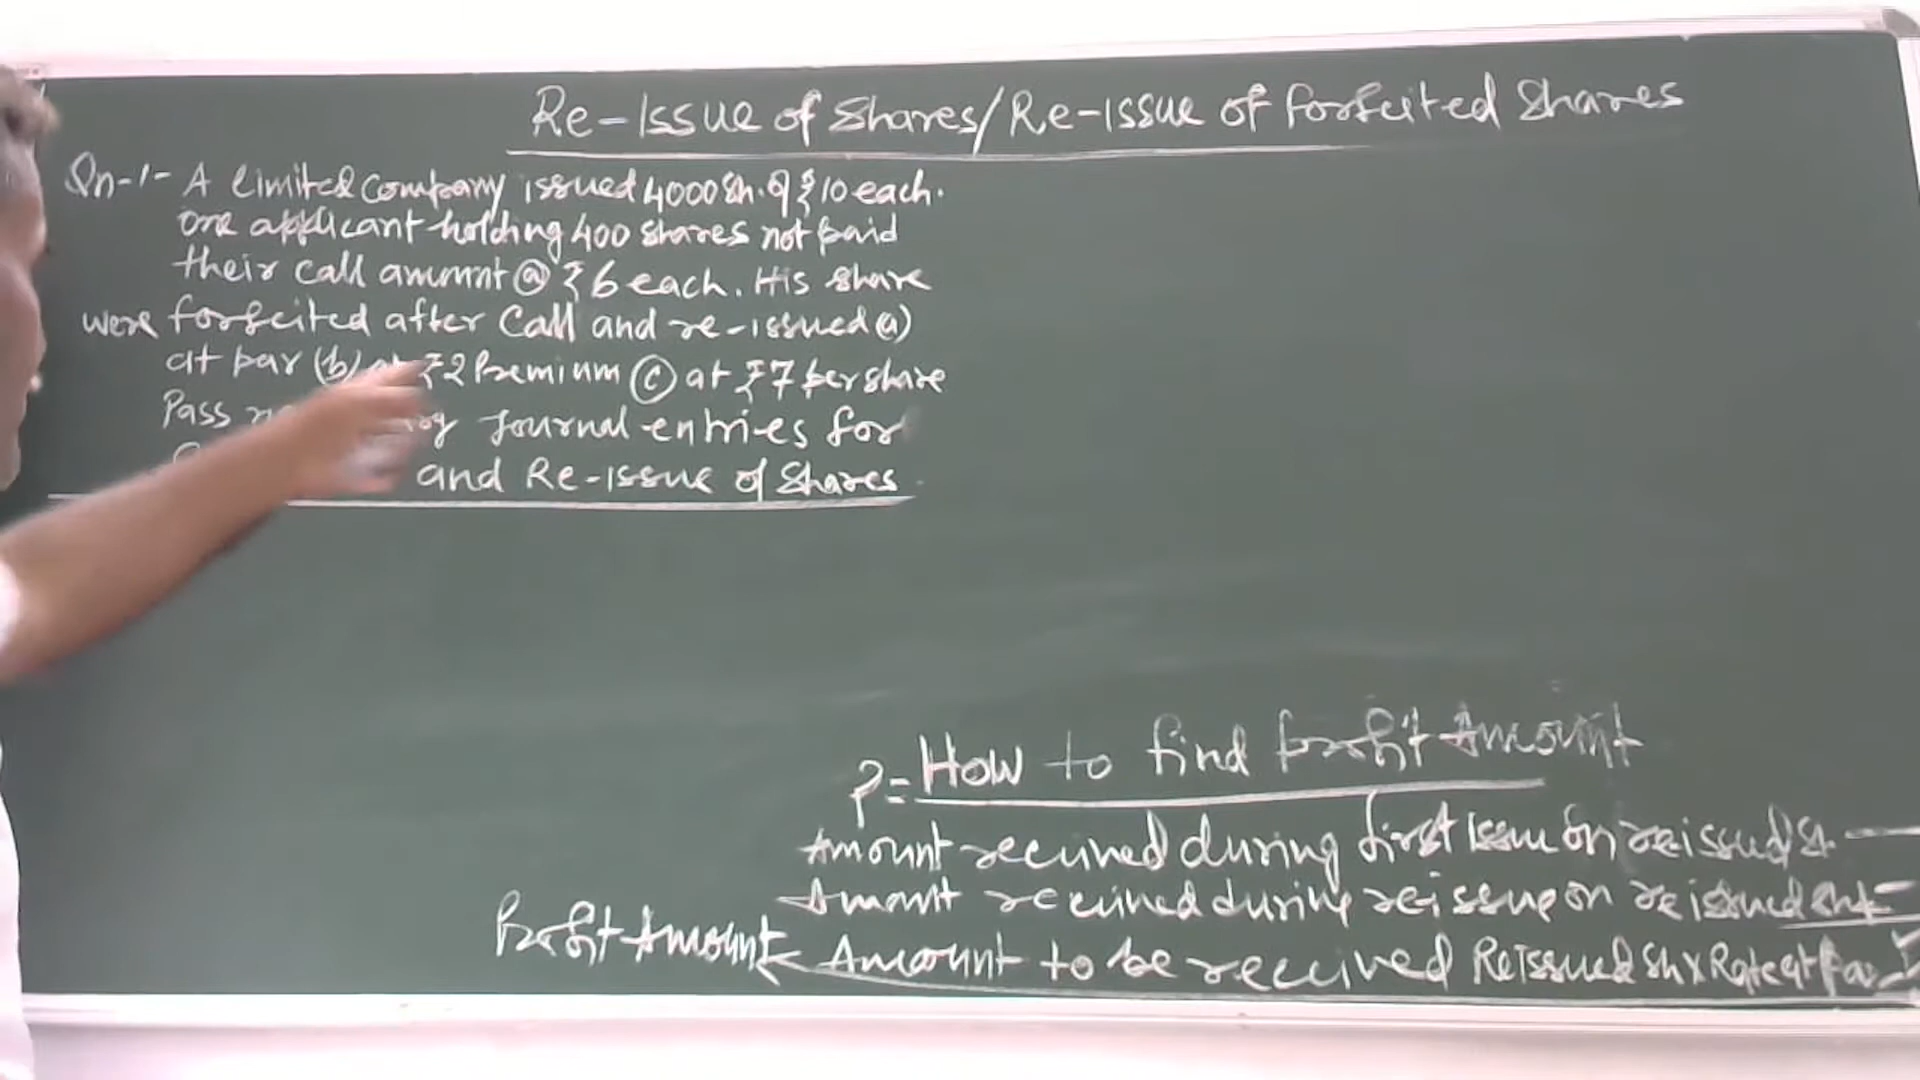 Re-Issue of Shares/Re-issue of forfeited Shares
Qn-1- A limited Company issued 4000 Sh. of ₹10 each.
one applicant holding 400 shares not paid
their call amount @ ₹6 each. His share
were forfeited after Call and re-issued (a)
at par (b) at ₹2 Premium (c) at ₹7 per share
Pass Journal entries for
and Re-issue of Shares
?= How to find profit Amount
Amount received during first issue on reissued sh.
Amount received during reissue on reissued sh
Profit Amount Amount to be received Reissued sh x Rate at par